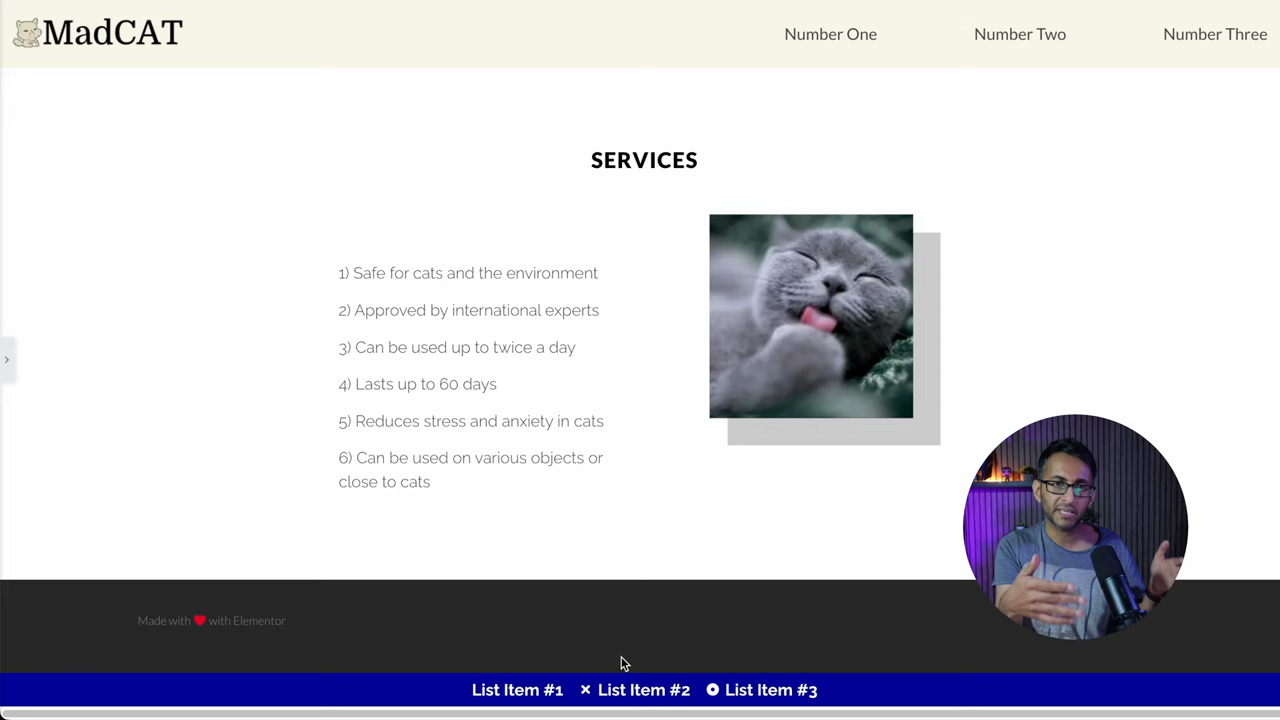 MadCAT
Number One
Number Two
Number Three
SERVICES
1) Safe for cats and the environment
2) Approved by international experts
3) Can be used up to twice a day
4) Lasts up to 60 days
5) Reduces stress and anxiety in cats
6) Can be used on various objects or
close to cats
Made with ❤ with Elementor
List Item #1
List Item #2
List Item #3